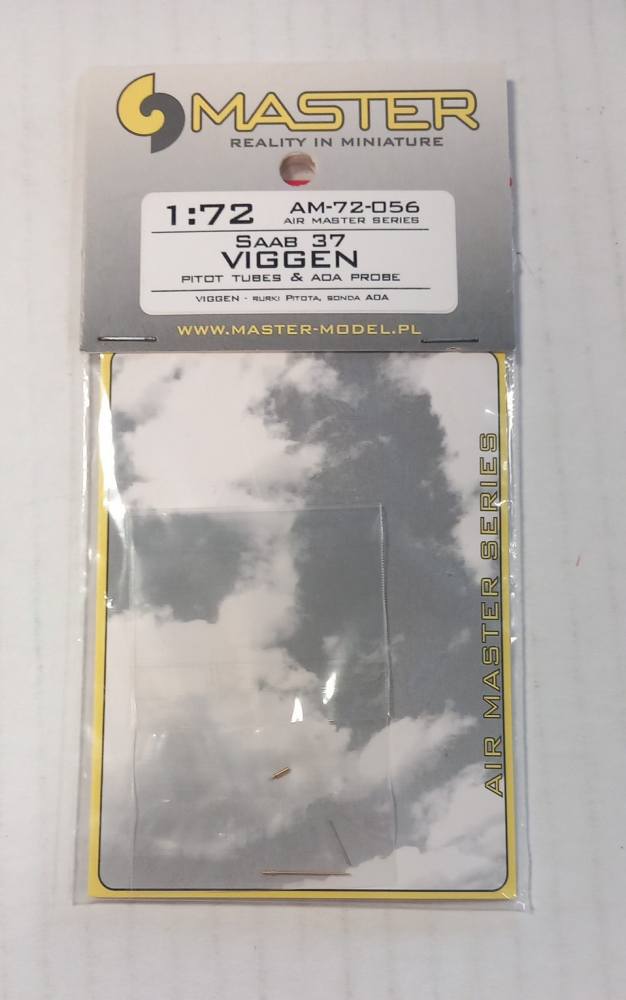 MASTER
REALITY IN MINIATURE
1:72
AM-72-056
AIR MASTER SERIES
SAAB 37
VIGGEN
PITOT TUBES & AOA PROBE
VIGGEN - RURKI PITOTA, SONDA AOA
WWW.MASTER-MODEL.PL
AIR MASTER SERIES